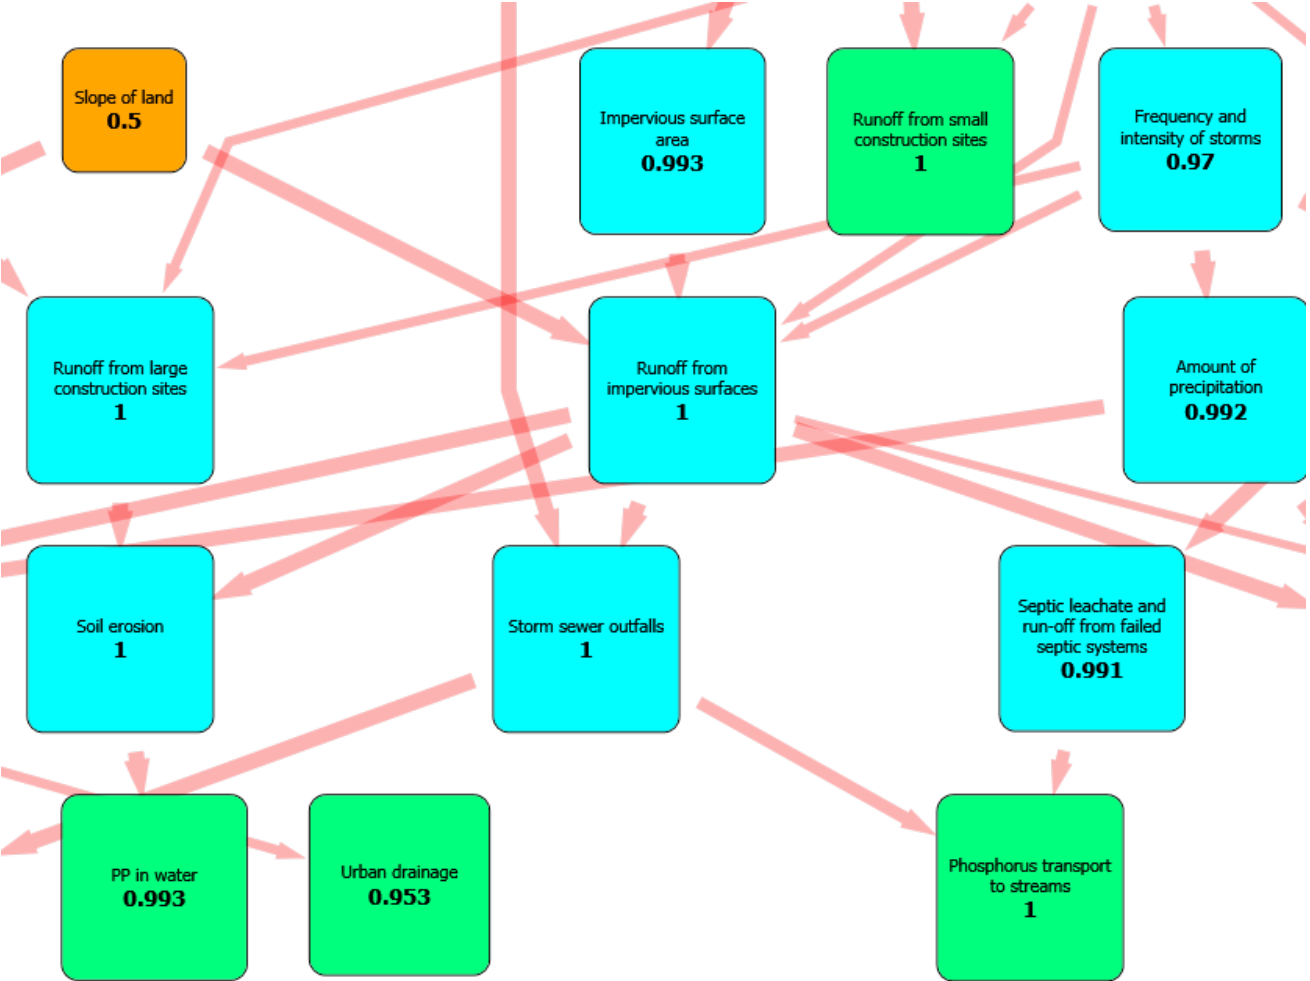 Slope of land
0.5
Impervious surface
area
0.993
Runoff from small
construction sites
1
Frequency and
intensity of storms
0.97
Runoff from large
construction sites
1
Runoff from
impervious surfaces
1
Amount of
precipitation
0.992
Soil erosion
1
Storm sewer outfalls
1
Septic leachate and
run-off from failed
septic systems
0.991
PP in water
0.993
Urban drainage
0.953
Phosphorus transport
to streams
1